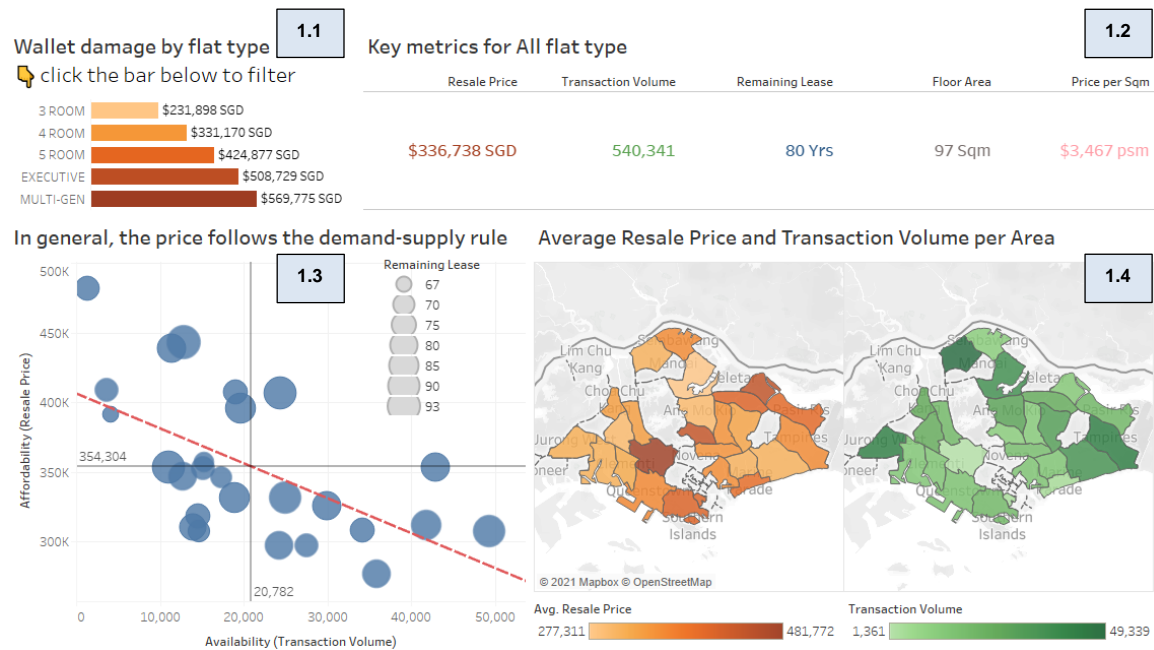 1.1
1.2
Wallet damage by flat type
👇 click the bar below to filter
3 ROOM $231,898 SGD
4 ROOM $331,170 SGD
5 ROOM $424,877 SGD
EXECUTIVE $508,729 SGD
MULTI-GEN $569,775 SGD
Key metrics for All flat type
Resale Price Transaction Volume Remaining Lease Floor Area Price per Sqm
$336,738 SGD 540,341 80 Yrs 97 Sqm $3,467 psm
In general, the price follows the demand-supply rule
1.3
Remaining Lease
67
70
75
80
85
90
93
500K
450K
400K
350K
300K
Affordability (Resale Price)
354,304
20,782
0 10,000 20,000 30,000 40,000 50,000
Availability (Transaction Volume)
Average Resale Price and Transaction Volume per Area
1.4
Lim Chu
Kang
Mandai
Southern
Islands
Lim Chu
Kang
Southern
Islands
© 2021 Mapbox © OpenStreetMap
Avg. Resale Price
277,311 481,772
Transaction Volume
1,361 49,339